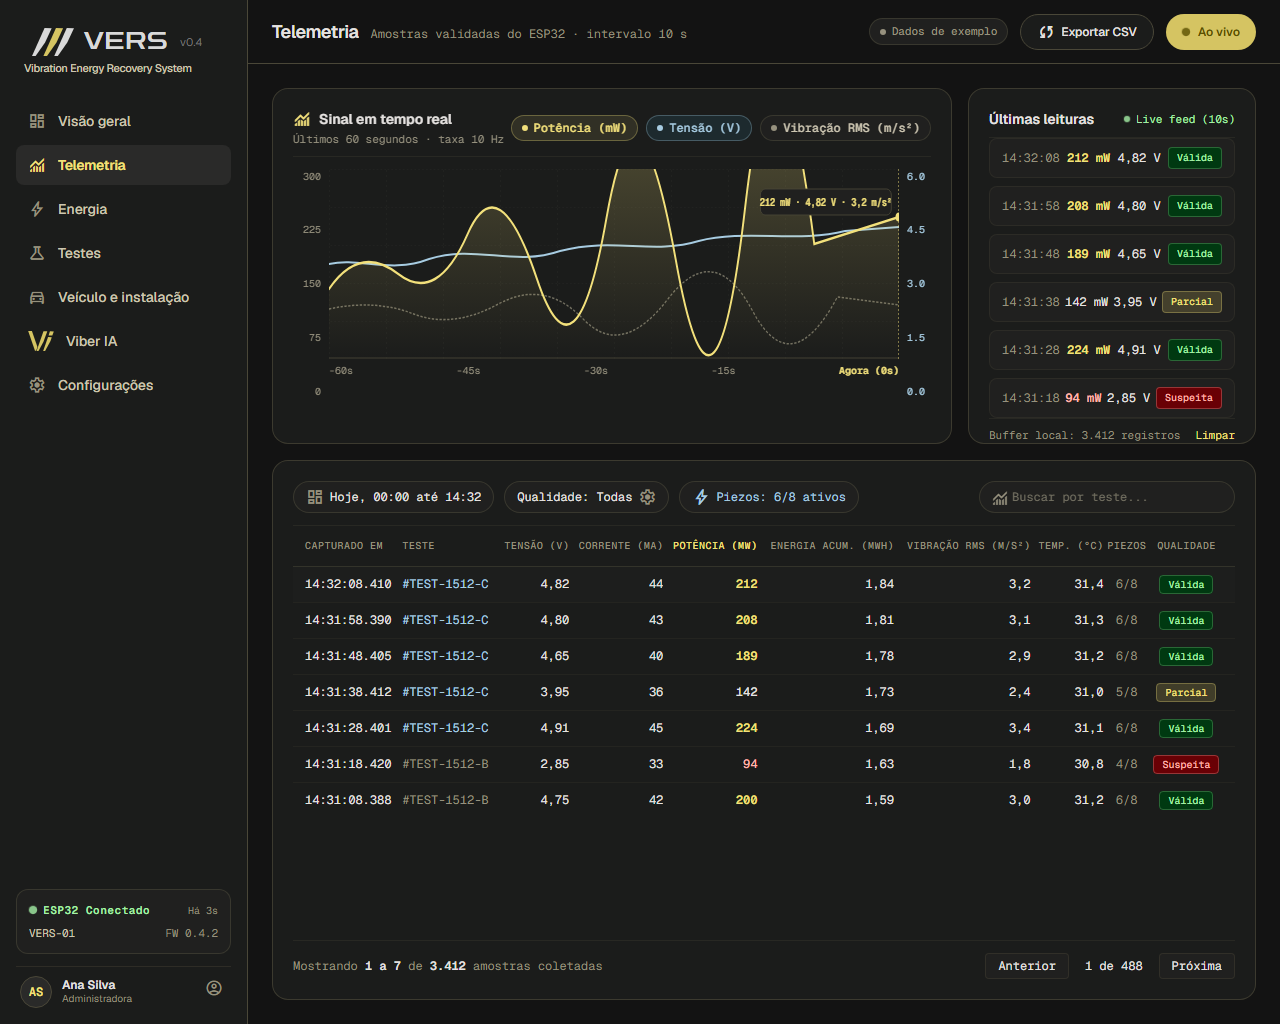 VERS v0.4
Vibration Energy Recovery System
Visão geral
Telemetria
Energia
Testes
Veículo e instalação
Viber IA
Configurações
ESP32 Conectado Há 3s
VERS-01 FW 0.4.2
AS Ana Silva
Administradora
Telemetria Amostras validadas do ESP32 · intervalo 10 s
Dados de exemplo
Exportar CSV
Ao vivo
Sinal em tempo real
Últimos 60 segundos · taxa 10 Hz
Potência (mW)
Tensão (V)
Vibração RMS (m/s²)
300 6.0
212 mW · 4,82 V · 3,2 m/s²
225 4.5
150 3.0
75 1.5
-60s -45s -30s -15s Agora (0s)
0 0.0
Últimas leituras Live feed (10s)
14:32:08 212 mW 4,82 V Válida
14:31:58 208 mW 4,80 V Válida
14:31:48 189 mW 4,65 V Válida
14:31:38 142 mW 3,95 V Parcial
14:31:28 224 mW 4,91 V Válida
14:31:18 94 mW 2,85 V Suspeita
Buffer local: 3.412 registros Limpar
Hoje, 00:00 até 14:32
Qualidade: Todas
Piezos: 6/8 ativos
Buscar por teste...
CAPTURADO EM TESTE TENSÃO (V) CORRENTE (MA) POTÊNCIA (MW) ENERGIA ACUM. (MWH) VIBRAÇÃO RMS (M/S²) TEMP. (°C) PIEZOS QUALIDADE
14:32:08.410 #TEST-1512-C 4,82 44 212 1,84 3,2 31,4 6/8 Válida
14:31:58.390 #TEST-1512-C 4,80 43 208 1,81 3,1 31,3 6/8 Válida
14:31:48.405 #TEST-1512-C 4,65 40 189 1,78 2,9 31,2 6/8 Válida
14:31:38.412 #TEST-1512-C 3,95 36 142 1,73 2,4 31,0 5/8 Parcial
14:31:28.401 #TEST-1512-C 4,91 45 224 1,69 3,4 31,1 6/8 Válida
14:31:18.420 #TEST-1512-B 2,85 33 94 1,63 1,8 30,8 4/8 Suspeita
14:31:08.388 #TEST-1512-B 4,75 42 200 1,59 3,0 31,2 6/8 Válida
Mostrando 1 a 7 de 3.412 amostras coletadas
Anterior 1 de 488 Próxima